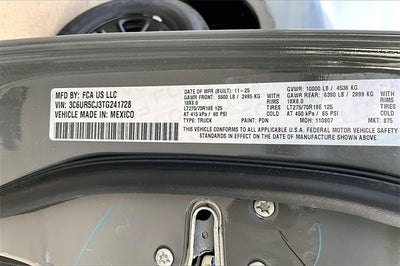 MFD BY: FCA US LLC
VIN: 3C6UR5CJ3TG241728
VEHICLE MADE IN: MEXICO
DATE OF MFR (BUILT): 11-25 GVWR: 10000 LB / 4536 KG
GAWR FRONT: 5500 LB / 2495 KG GAWR REAR: 6390 LB / 2899 KG
18X8.0 RIMS 18X8.0 RIMS
LT275/70R18E 125 TIRES LT275/70R18E 125 TIRES
AT 415 kPa / 60 PSI COLD AT 450 kPa / 65 PSI COLD
THIS VEHICLE CONFORMS TO ALL APPLICABLE U.S.A. FEDERAL MOTOR VEHICLE
STANDARDS IN EFFECT ON THE DATE OF MANUFACTURE SHOWN ABOVE.
TYPE: TRUCK PAINT: PDN MDH: 110807 MKT: 875